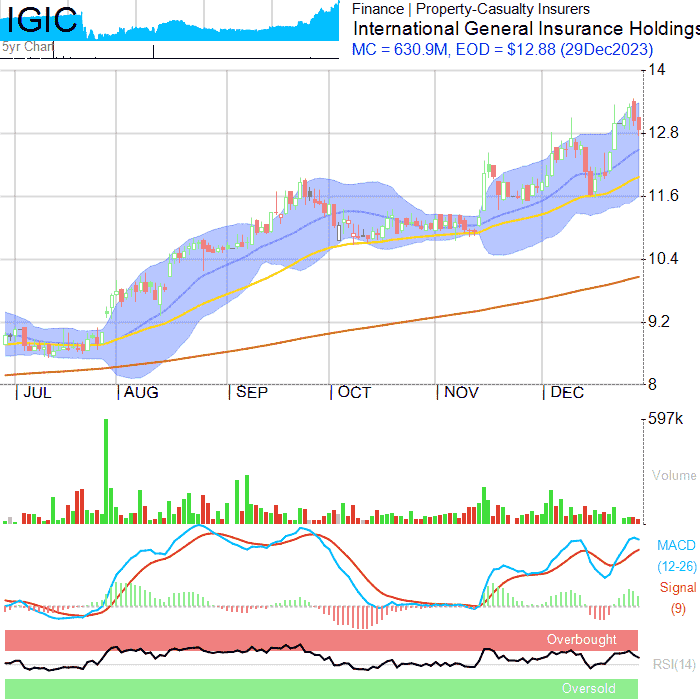 IGIC
5yr Chart
Finance | Property-Casualty Insurers
International General Insurance Holdings
MC = 630.9M, EOD = $12.88 (29Dec2023)
14
12.8
11.6
10.4
9.2
8
JUL AUG SEP OCT NOV DEC
597k
Volume
MACD
(12-26)
Signal
(9)
Overbought
RSI(14)
Oversold